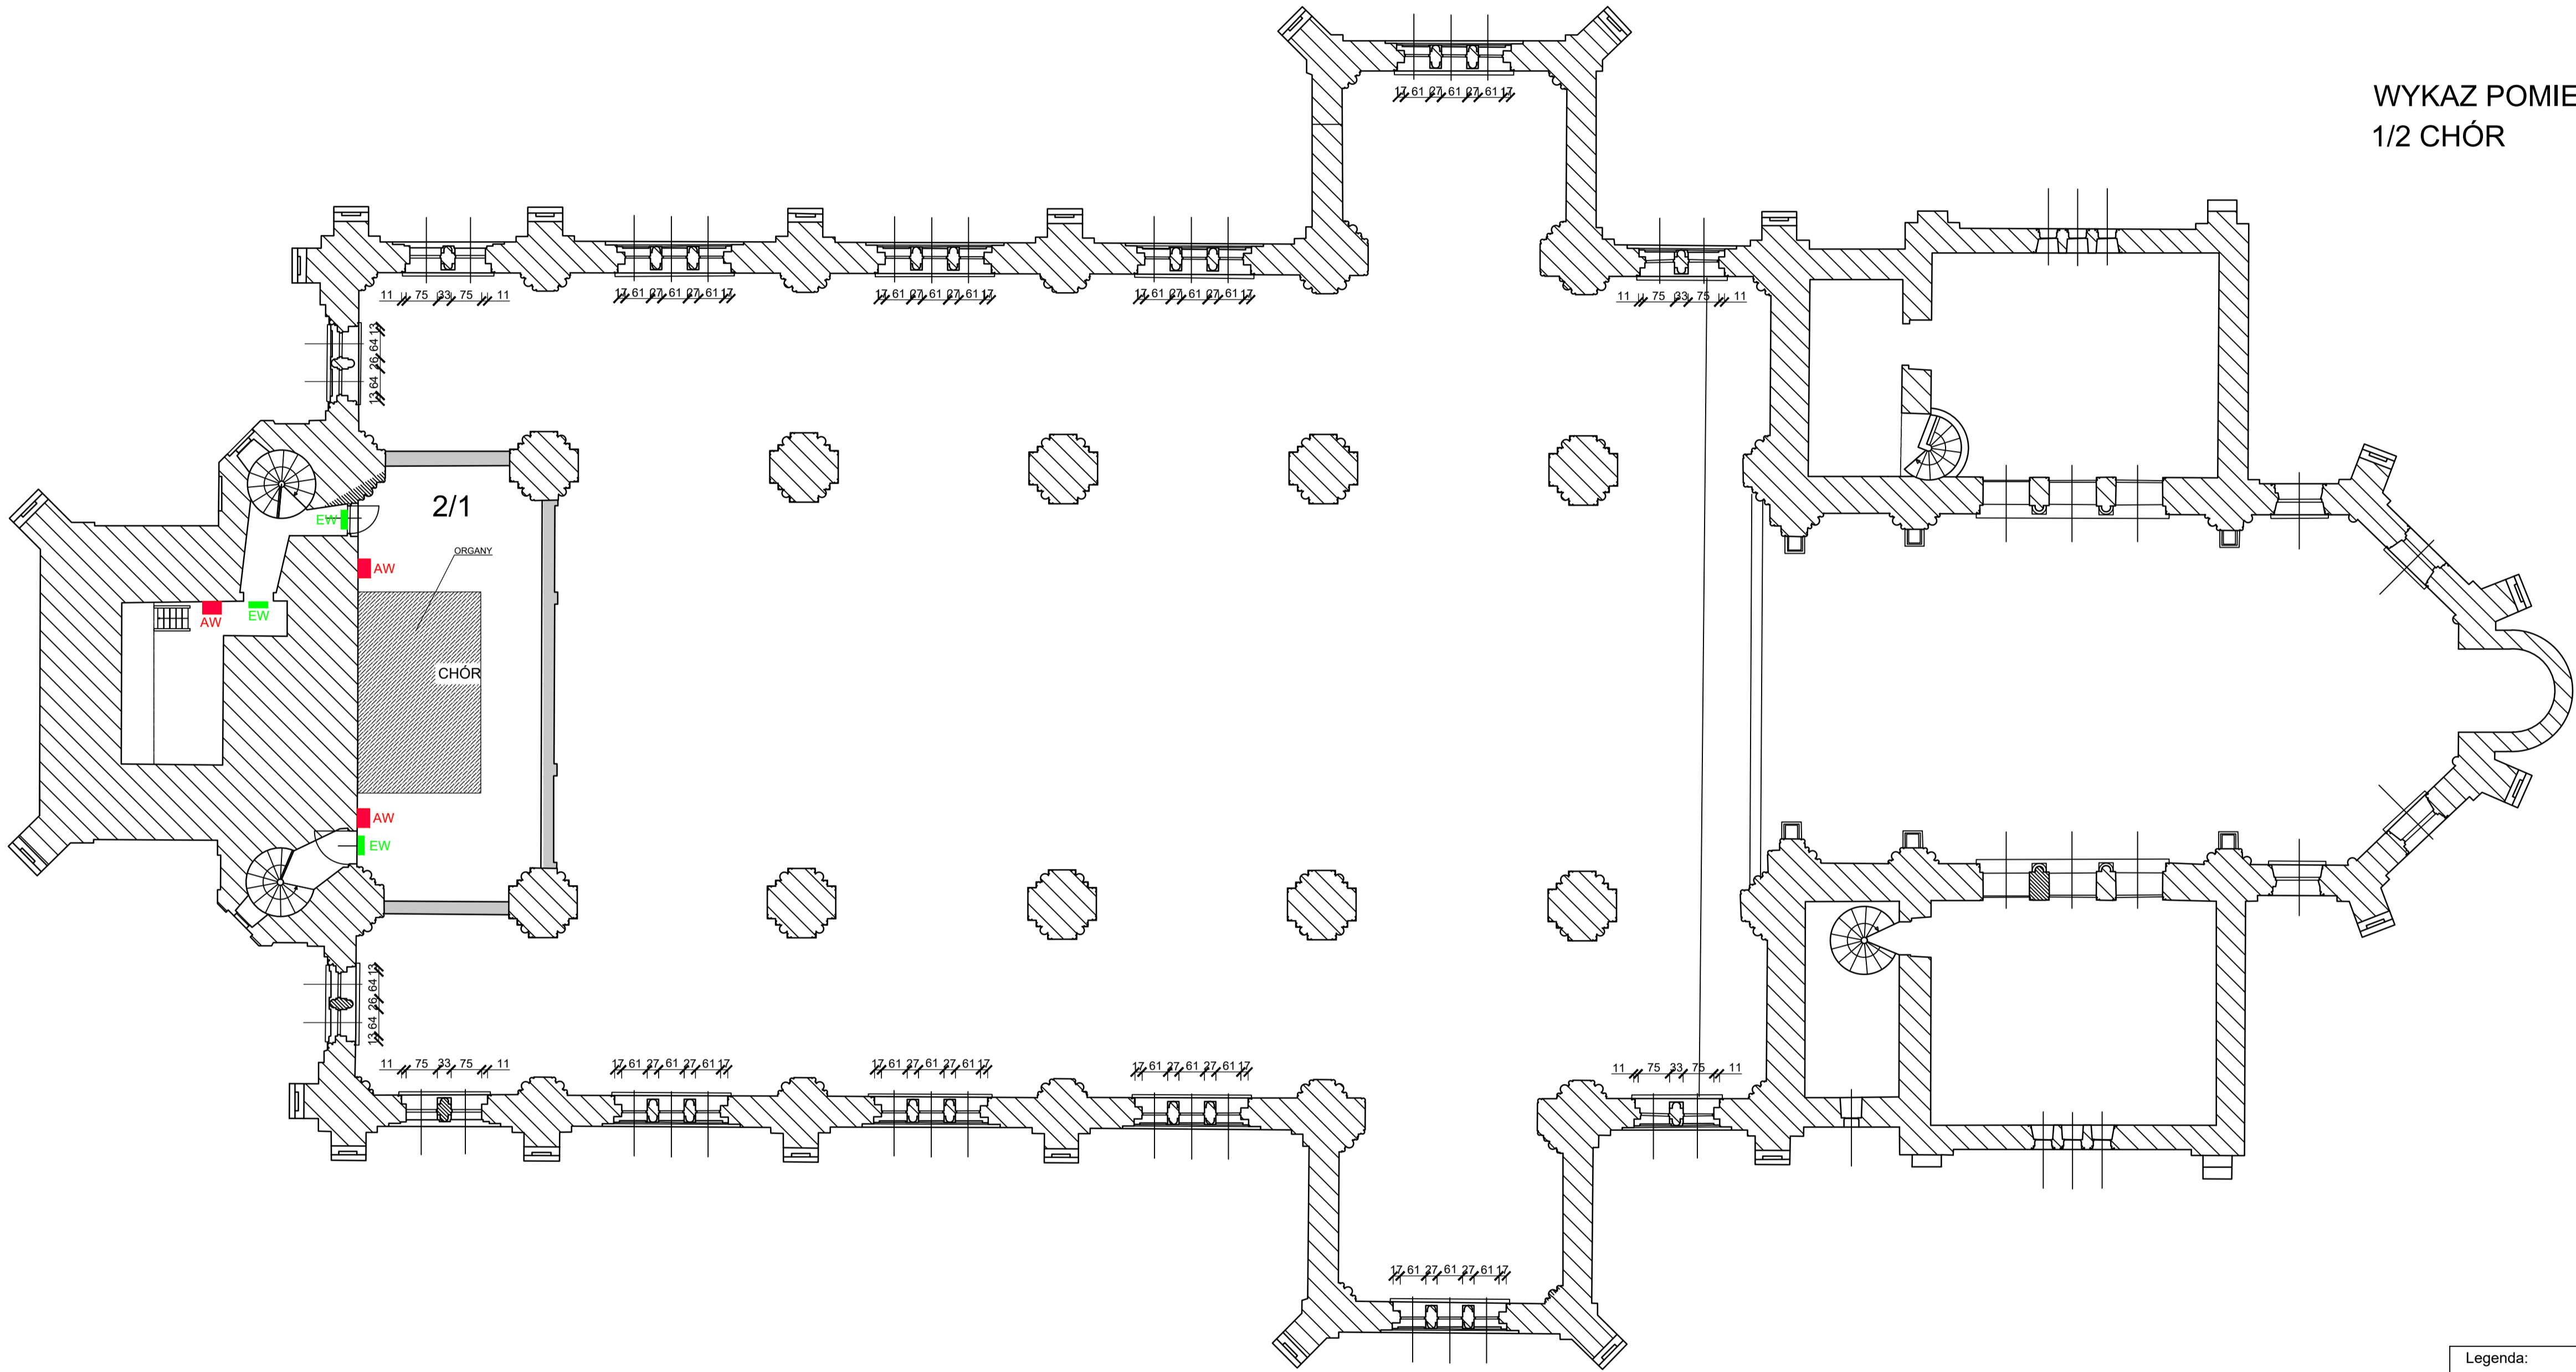 17 61 27 61 27 61 17
WYKAZ POMIE
1/2 CHÓR
11 75 33 75 11
17 61 27 61 27 61 17
17 61 27 61 27 61 17
17 61 27 61 27 61 17
11 75 33 75 11
13 64 26 64 13
2/1
EW
ORGANY
AW
AW
EW
CHÓR
AW
EW
13 64 26 64 13
11 75 33 75 11
17 61 27 61 27 61 17
17 61 27 61 27 61 17
17 61 27 61 27 61 17
11 75 33 75 11
17 61 27 61 27 61 17
Legenda: